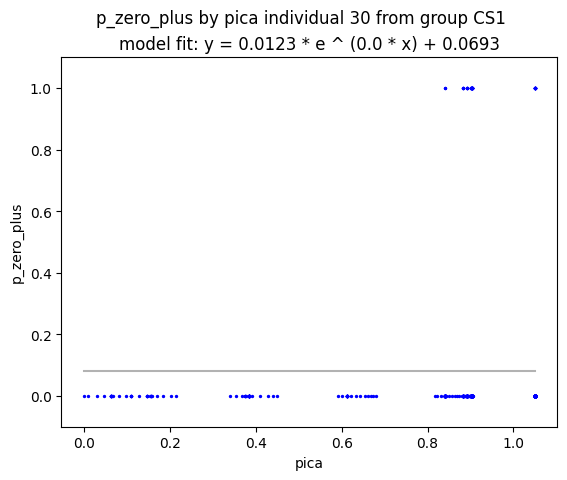 p_zero_plus by pica individual 30 from group CS1
model fit: y = 0.0123 * e ^ (0.0 * x) + 0.0693
1.0
0.8
0.6
0.4
0.2
0.0
p_zero_plus
0.0 0.2 0.4 0.6 0.8 1.0
pica